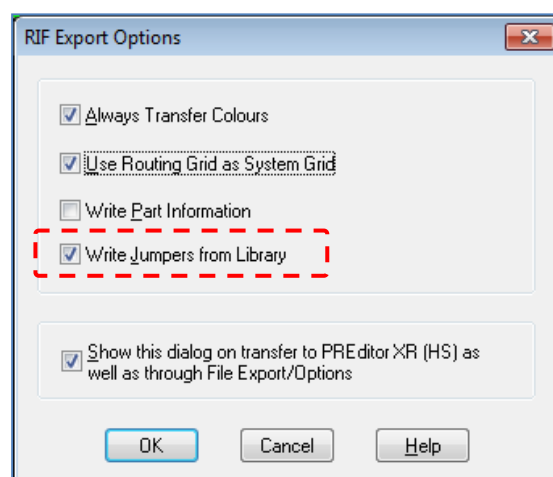 RIF Export Options
Always Transfer Colours
Use Routing Grid as System Grid
Write Part Information
Write Jumpers from Library
Show this dialog on transfer to PREditor XR (HS) as
well as through File Export/Options
OK Cancel Help